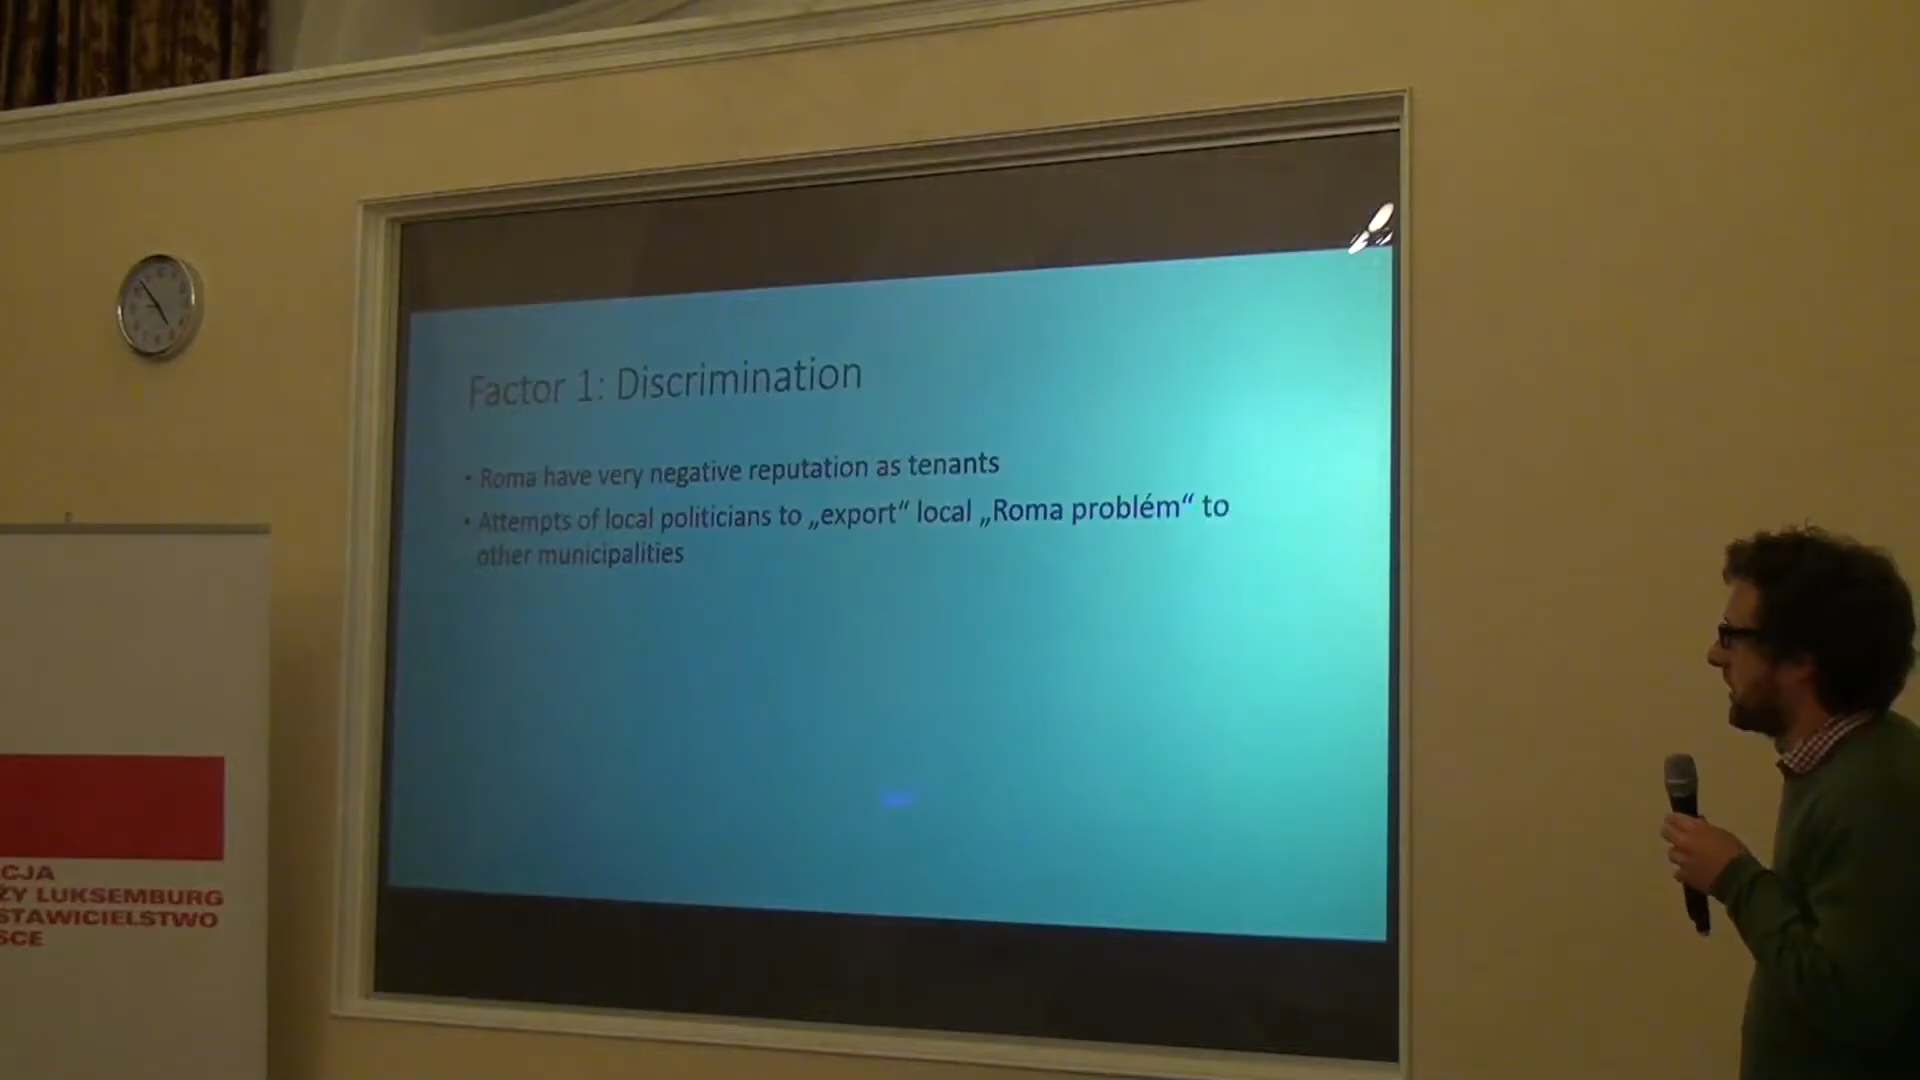 Factor 1: Discrimination
• Roma have very negative reputation as tenants
• Attempts of local politicians to „export“ local „Roma problém“ to
other municipalities
CJA
ŻY LUKSEMBURG
STAWICIELSTWO
SCE